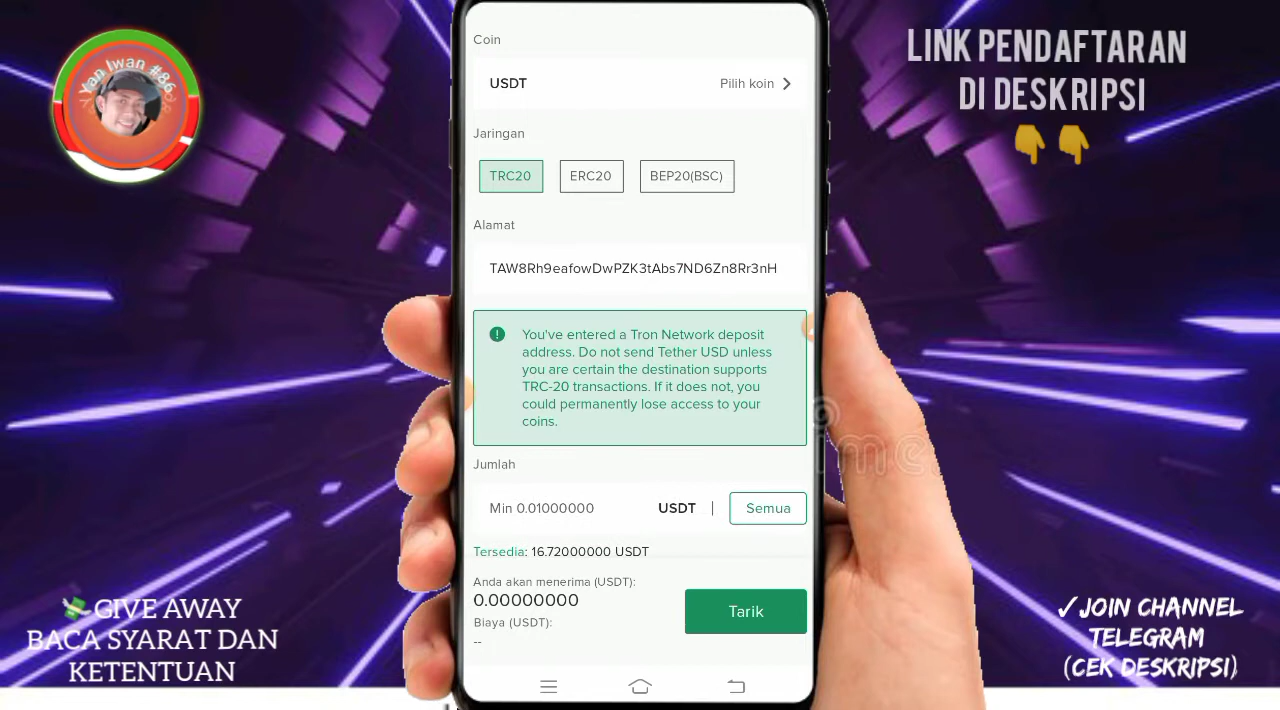 Yan Iwan #86
LINK PENDAFTARAN
DI DESKRIPSI
Coin
USDT
Pilih koin
Jaringan
TRC20
ERC20
BEP20(BSC)
Alamat
TAW8Rh9eafowDwPZK3tAbs7ND6Zn8Rr3nH
You've entered a Tron Network deposit
address. Do not send Tether USD unless
you are certain the destination supports
TRC-20 transactions. If it does not, you
could permanently lose access to your
coins.
Jumlah
Min 0.01000000
USDT
Semua
Tersedia: 16.72000000 USDT
Anda akan menerima (USDT):
0.00000000
Biaya (USDT):
--
Tarik
GIVE AWAY
BACA SYARAT DAN
KETENTUAN
✓JOIN CHANNEL
TELEGRAM
(CEK DESKRIPSI)